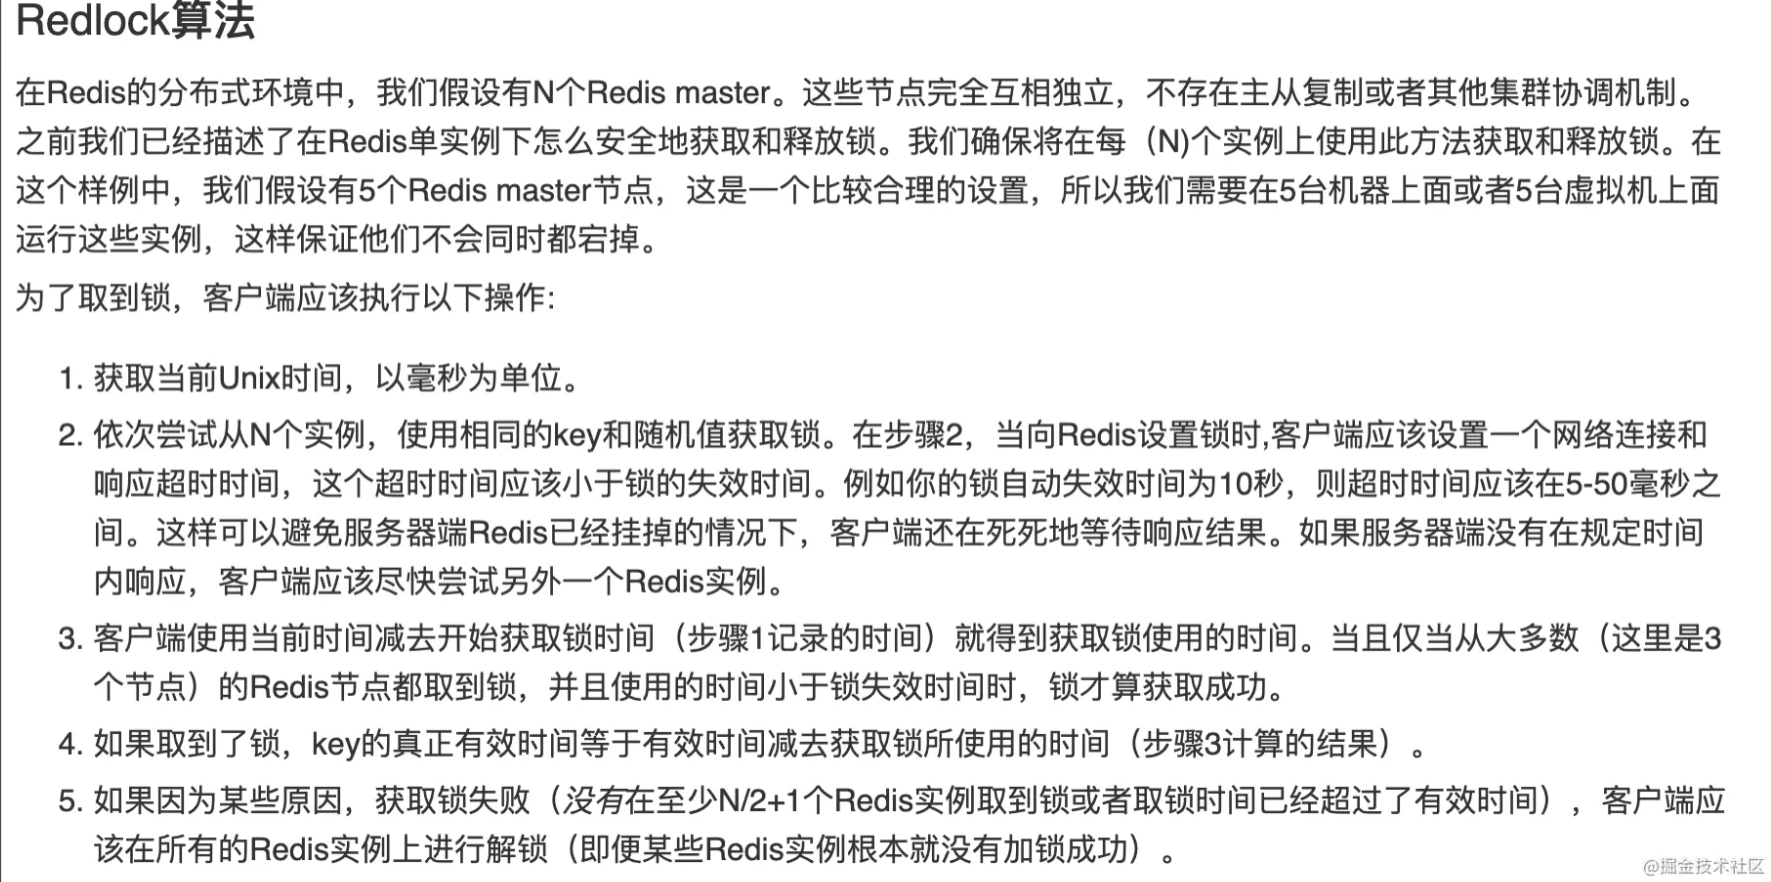 Redlock算法
在Redis的分布式环境中，我们假设有N个Redis master。这些节点完全互相独立，不存在主从复制或者其他集群协调机制。
之前我们已经描述了在Redis单实例下怎么安全地获取和释放锁。我们确保将在每（N)个实例上使用此方法获取和释放锁。在
这个样例中，我们假设有5个Redis master节点，这是一个比较合理的设置，所以我们需要在5台机器上面或者5台虚拟机上面
运行这些实例，这样保证他们不会同时都宕掉。
为了取到锁，客户端应该执行以下操作:
1. 获取当前Unix时间，以毫秒为单位。
2. 依次尝试从N个实例，使用相同的key和随机值获取锁。在步骤2，当向Redis设置锁时,客户端应该设置一个网络连接和
响应超时时间，这个超时时间应该小于锁的失效时间。例如你的锁自动失效时间为10秒，则超时时间应该在5-50毫秒之
间。这样可以避免服务器端Redis已经挂掉的情况下，客户端还在死死地等待响应结果。如果服务器端没有在规定时间
内响应，客户端应该尽快尝试另外一个Redis实例。
3. 客户端使用当前时间减去开始获取锁时间（步骤1记录的时间）就得到获取锁使用的时间。当且仅当从大多数（这里是3
个节点）的Redis节点都取到锁，并且使用的时间小于锁失效时间时，锁才算获取成功。
4. 如果取到了锁，key的真正有效时间等于有效时间减去获取锁所使用的时间（步骤3计算的结果）。
5. 如果因为某些原因，获取锁失败（没有在至少N/2+1个Redis实例取到锁或者取锁时间已经超过了有效时间），客户端应
该在所有的Redis实例上进行解锁（即便某些Redis实例根本就没有加锁成功）。
@掘金技术社区